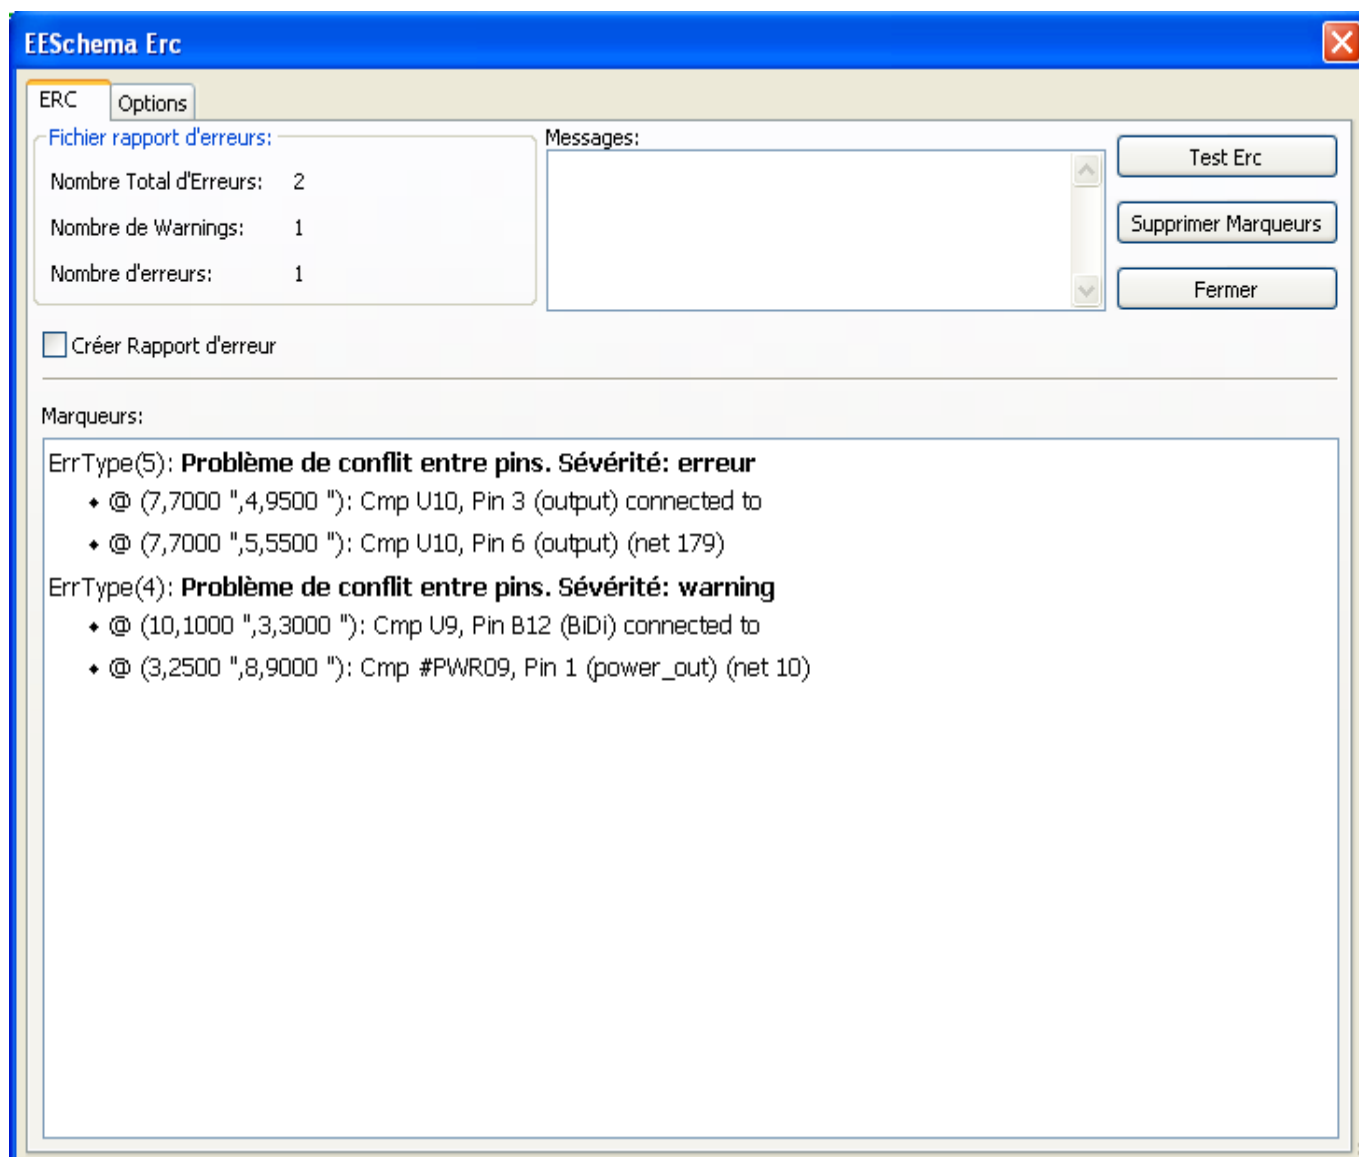 EESchema Erc
ERC Options
Fichier rapport d'erreurs:
Nombre Total d'Erreurs: 2
Nombre de Warnings: 1
Nombre d'erreurs: 1
Messages:
Test Erc
Supprimer Marqueurs
Fermer
Créer Rapport d'erreur
Marqueurs:
ErrType(5): Problème de conflit entre pins. Sévérité: erreur
• @ (7,7000 ",4,9500 "): Cmp U10, Pin 3 (output) connected to
• @ (7,7000 ",5,5500 "): Cmp U10, Pin 6 (output) (net 179)
ErrType(4): Problème de conflit entre pins. Sévérité: warning
• @ (10,1000 ",3,3000 "): Cmp U9, Pin B12 (BiDi) connected to
• @ (3,2500 ",8,9000 "): Cmp #PWR09, Pin 1 (power_out) (net 10)